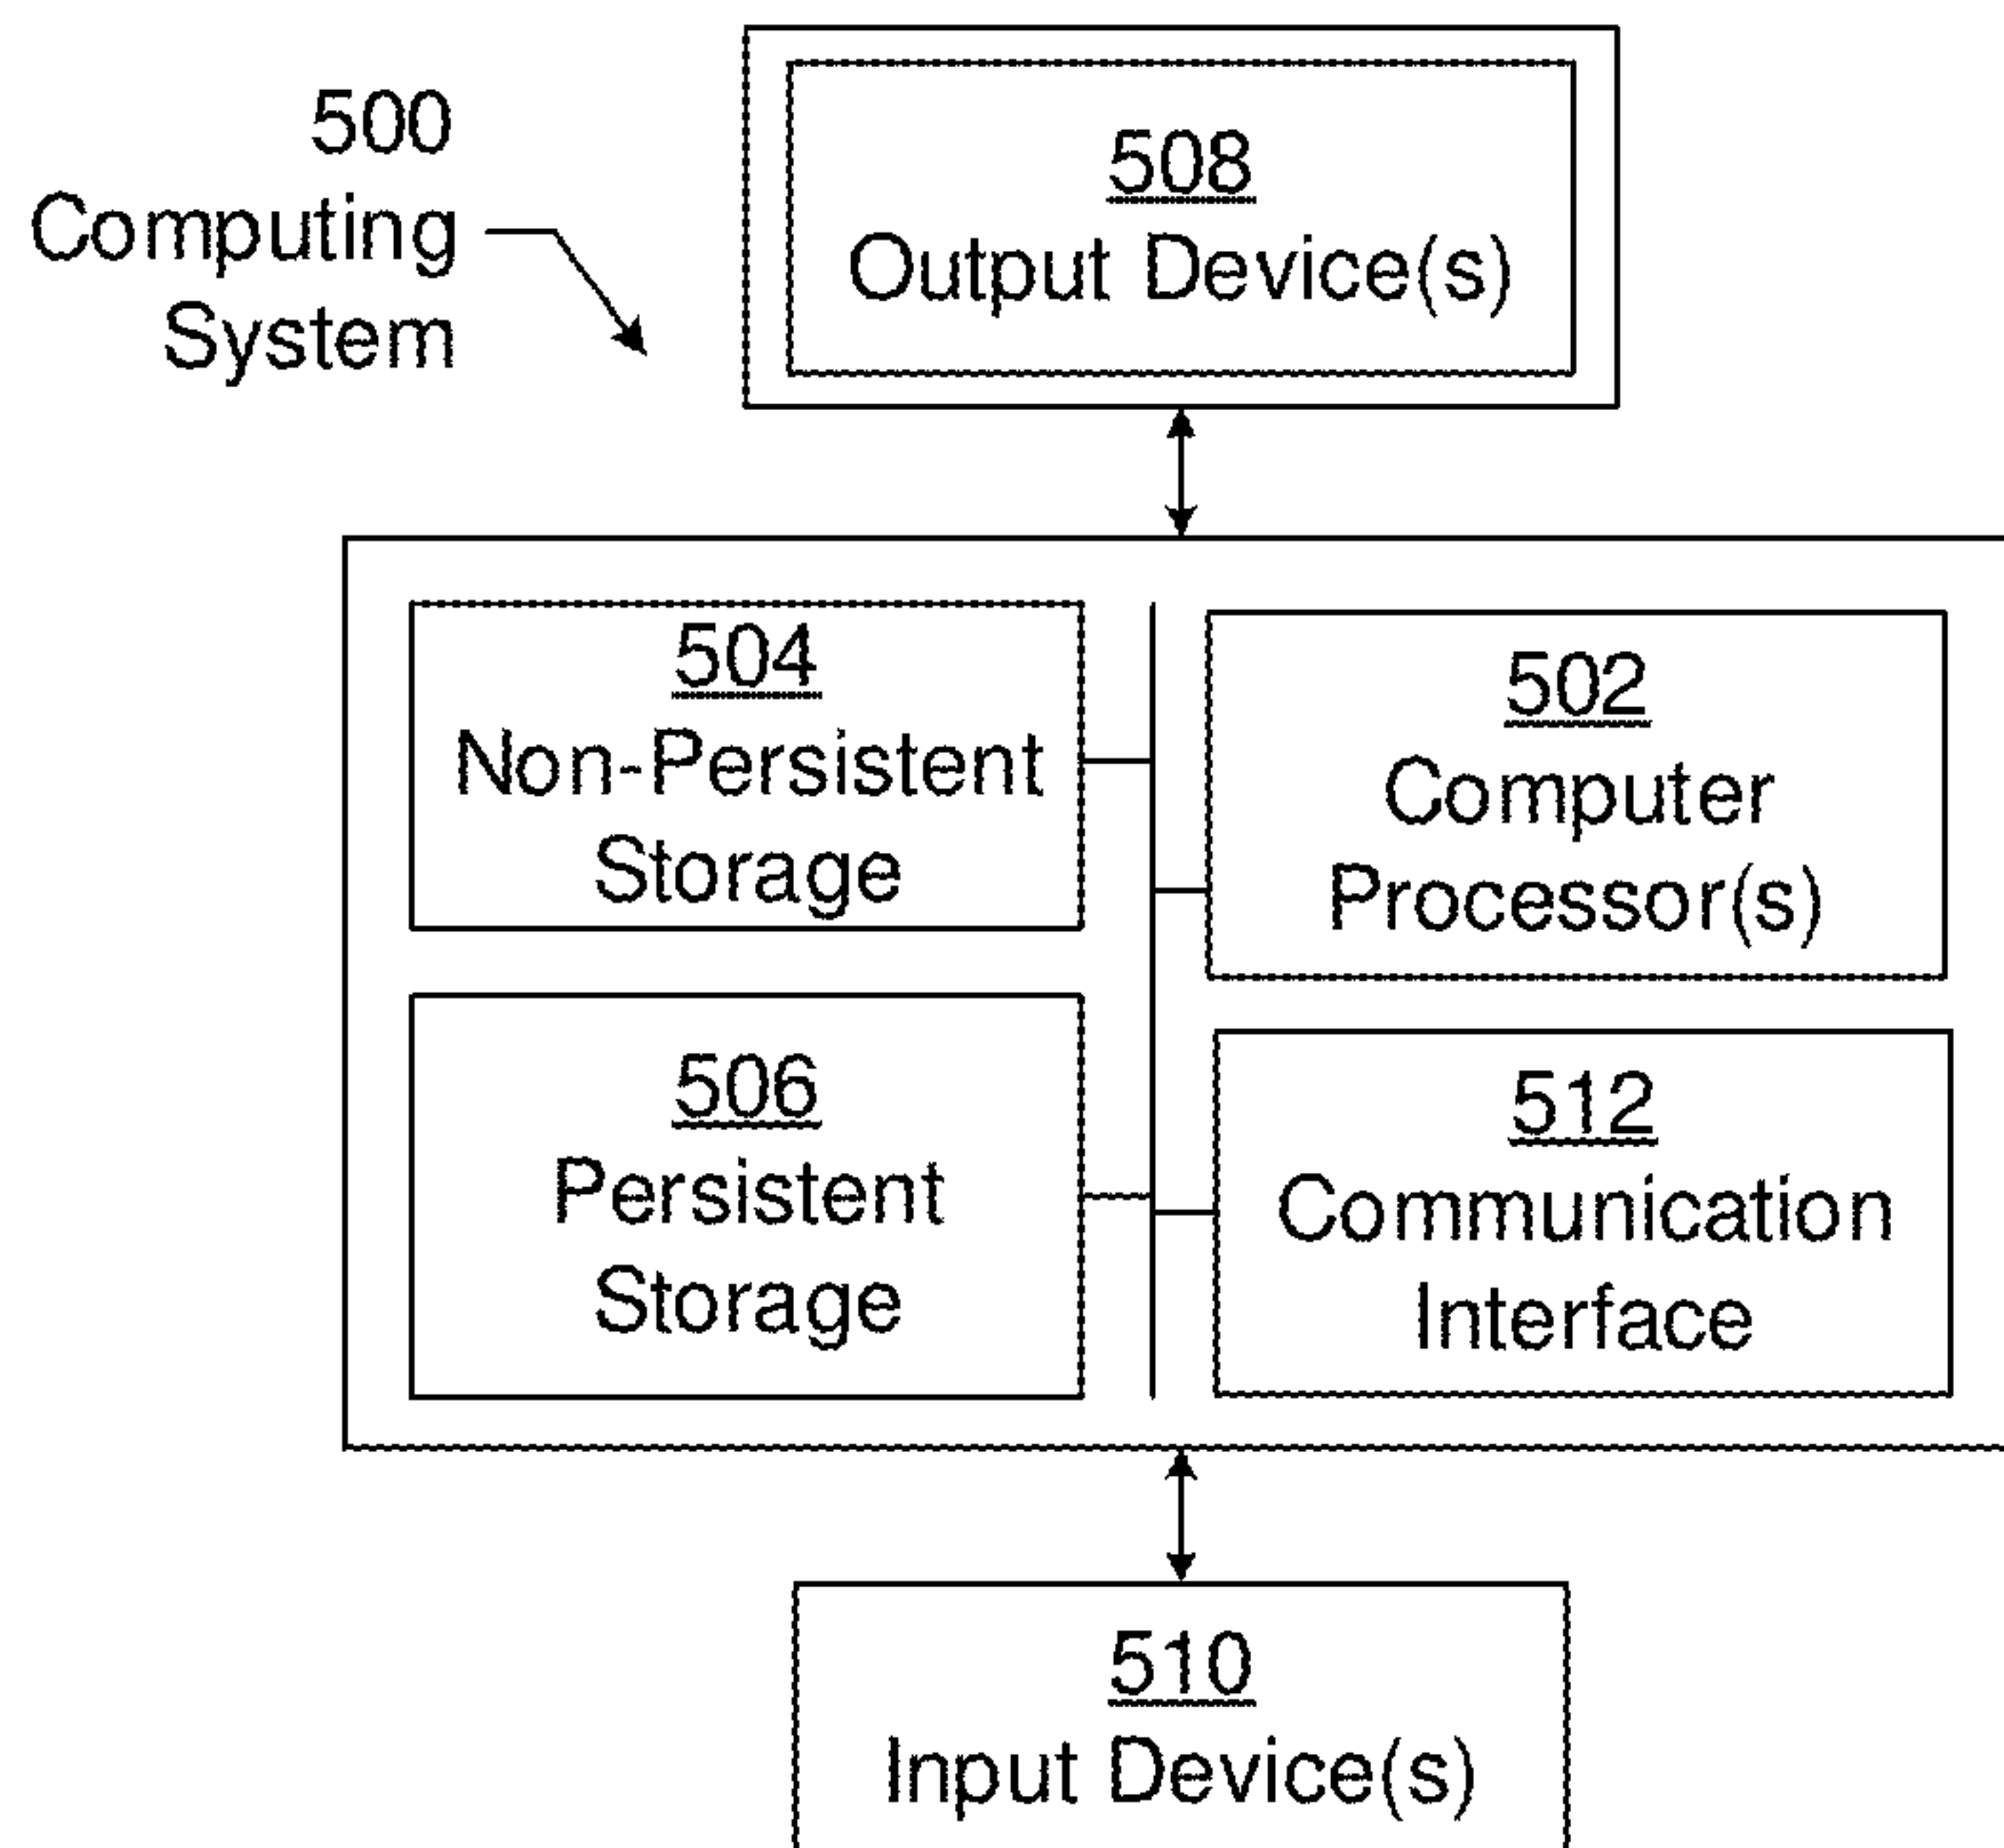 500
Computing
System
508
Output Device(s)
504
Non-Persistent
Storage
502
Computer
Processor(s)
506
Persistent
Storage
512
Communication
Interface
510
Input Device(s)